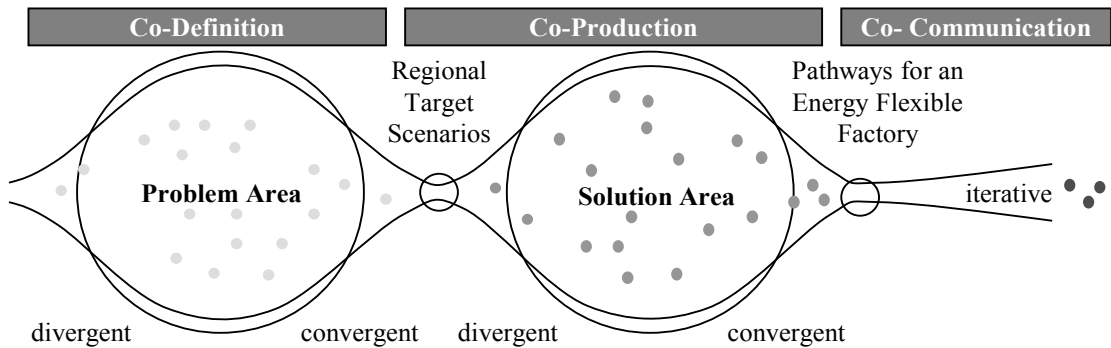 Co-Definition
Co-Production
Co- Communication
Regional
Target
Scenarios
Pathways for an
Energy Flexible
Factory
Problem Area
Solution Area
iterative
divergent
convergent
divergent
convergent